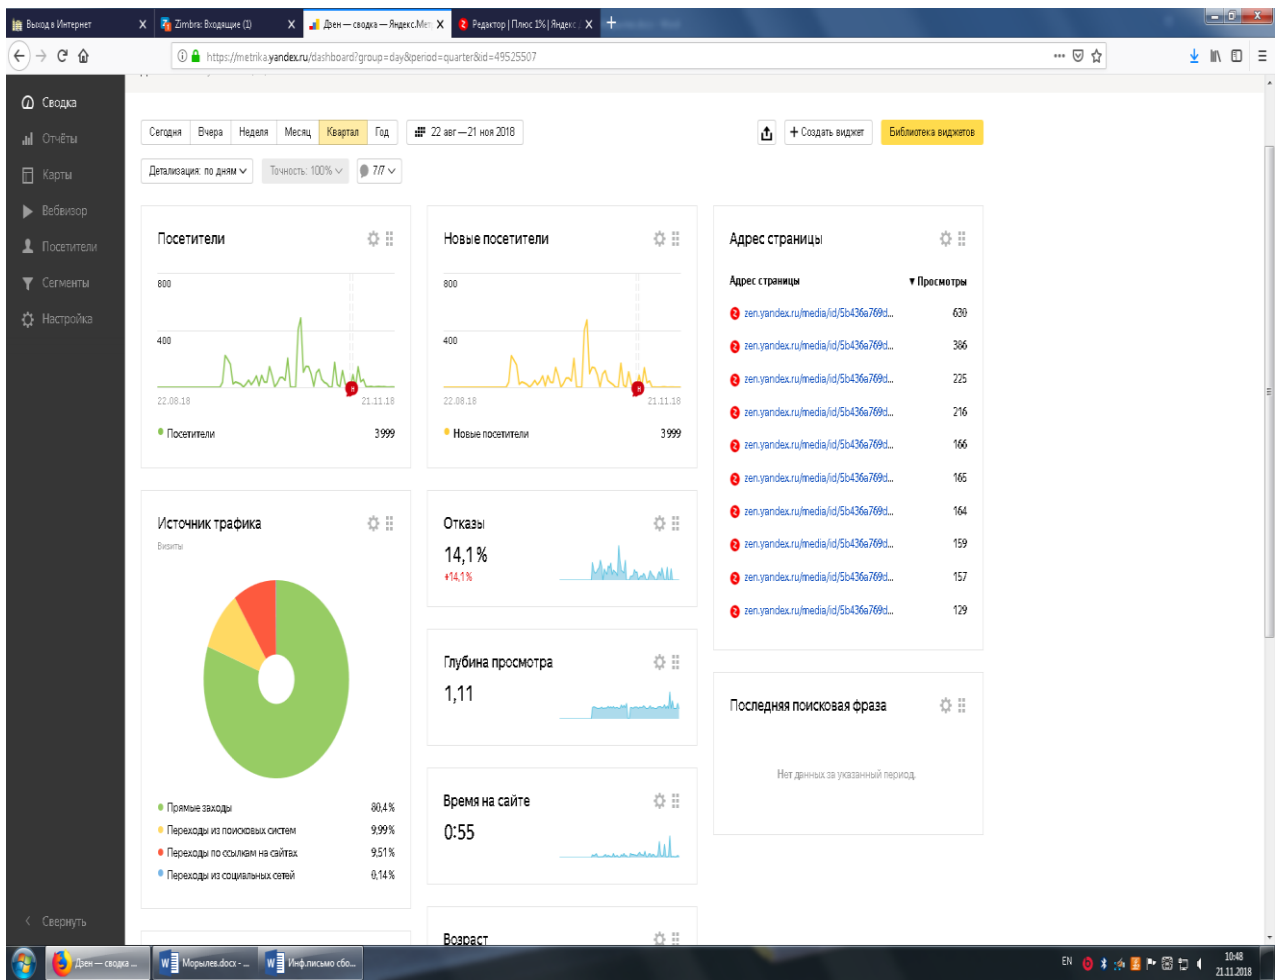 Выход в Интернет
Zimbra: Входящие (1)
Дзен — сводка — Яндекс.Мет
Редактор | Плюс 1% | Яндекс
https://metrika.yandex.ru/dashboard?group=day&period=quarter&id=49525507
Сводка
Отчёты
Карты
Вебвизор
Посетители
Сегменты
Настройка
Свернуть
Сегодня Вчера Неделя Месяц Квартал Год 22 авг — 21 ноя 2018
+ Создать виджет Библиотека виджетов
Детализация: по дням Точность: 100% 7/7
Посетители
800
400
22.08.18 21.11.18
Посетители 3 999
Новые посетители
800
400
22.08.18 21.11.18
Новые посетители 3 999
Адрес страницы
Адрес страницы ▼ Просмотры
zen.yandex.ru/media/id/5b436a769d... 630
zen.yandex.ru/media/id/5b436a769d... 386
zen.yandex.ru/media/id/5b436a769d... 225
zen.yandex.ru/media/id/5b436a769d... 216
zen.yandex.ru/media/id/5b436a769d... 166
zen.yandex.ru/media/id/5b436a769d... 165
zen.yandex.ru/media/id/5b436a769d... 164
zen.yandex.ru/media/id/5b436a769d... 159
zen.yandex.ru/media/id/5b436a769d... 157
zen.yandex.ru/media/id/5b436a769d... 129
Источник трафика
Визиты
Прямые заходы 80,4 %
Переходы из поисковых систем 9,99 %
Переходы по ссылкам на сайтах 9,51 %
Переходы из социальных сетей 0,14 %
Отказы
14,1 %
+14,1 %
Глубина просмотра
1,11
Время на сайте
0:55
Возраст
Последняя поисковая фраза
Нет данных за указанный период.
Дзен — сводка ...
Морылев.docx - ...
Инф.письмо сбо...
EN
10:48
21.11.2018